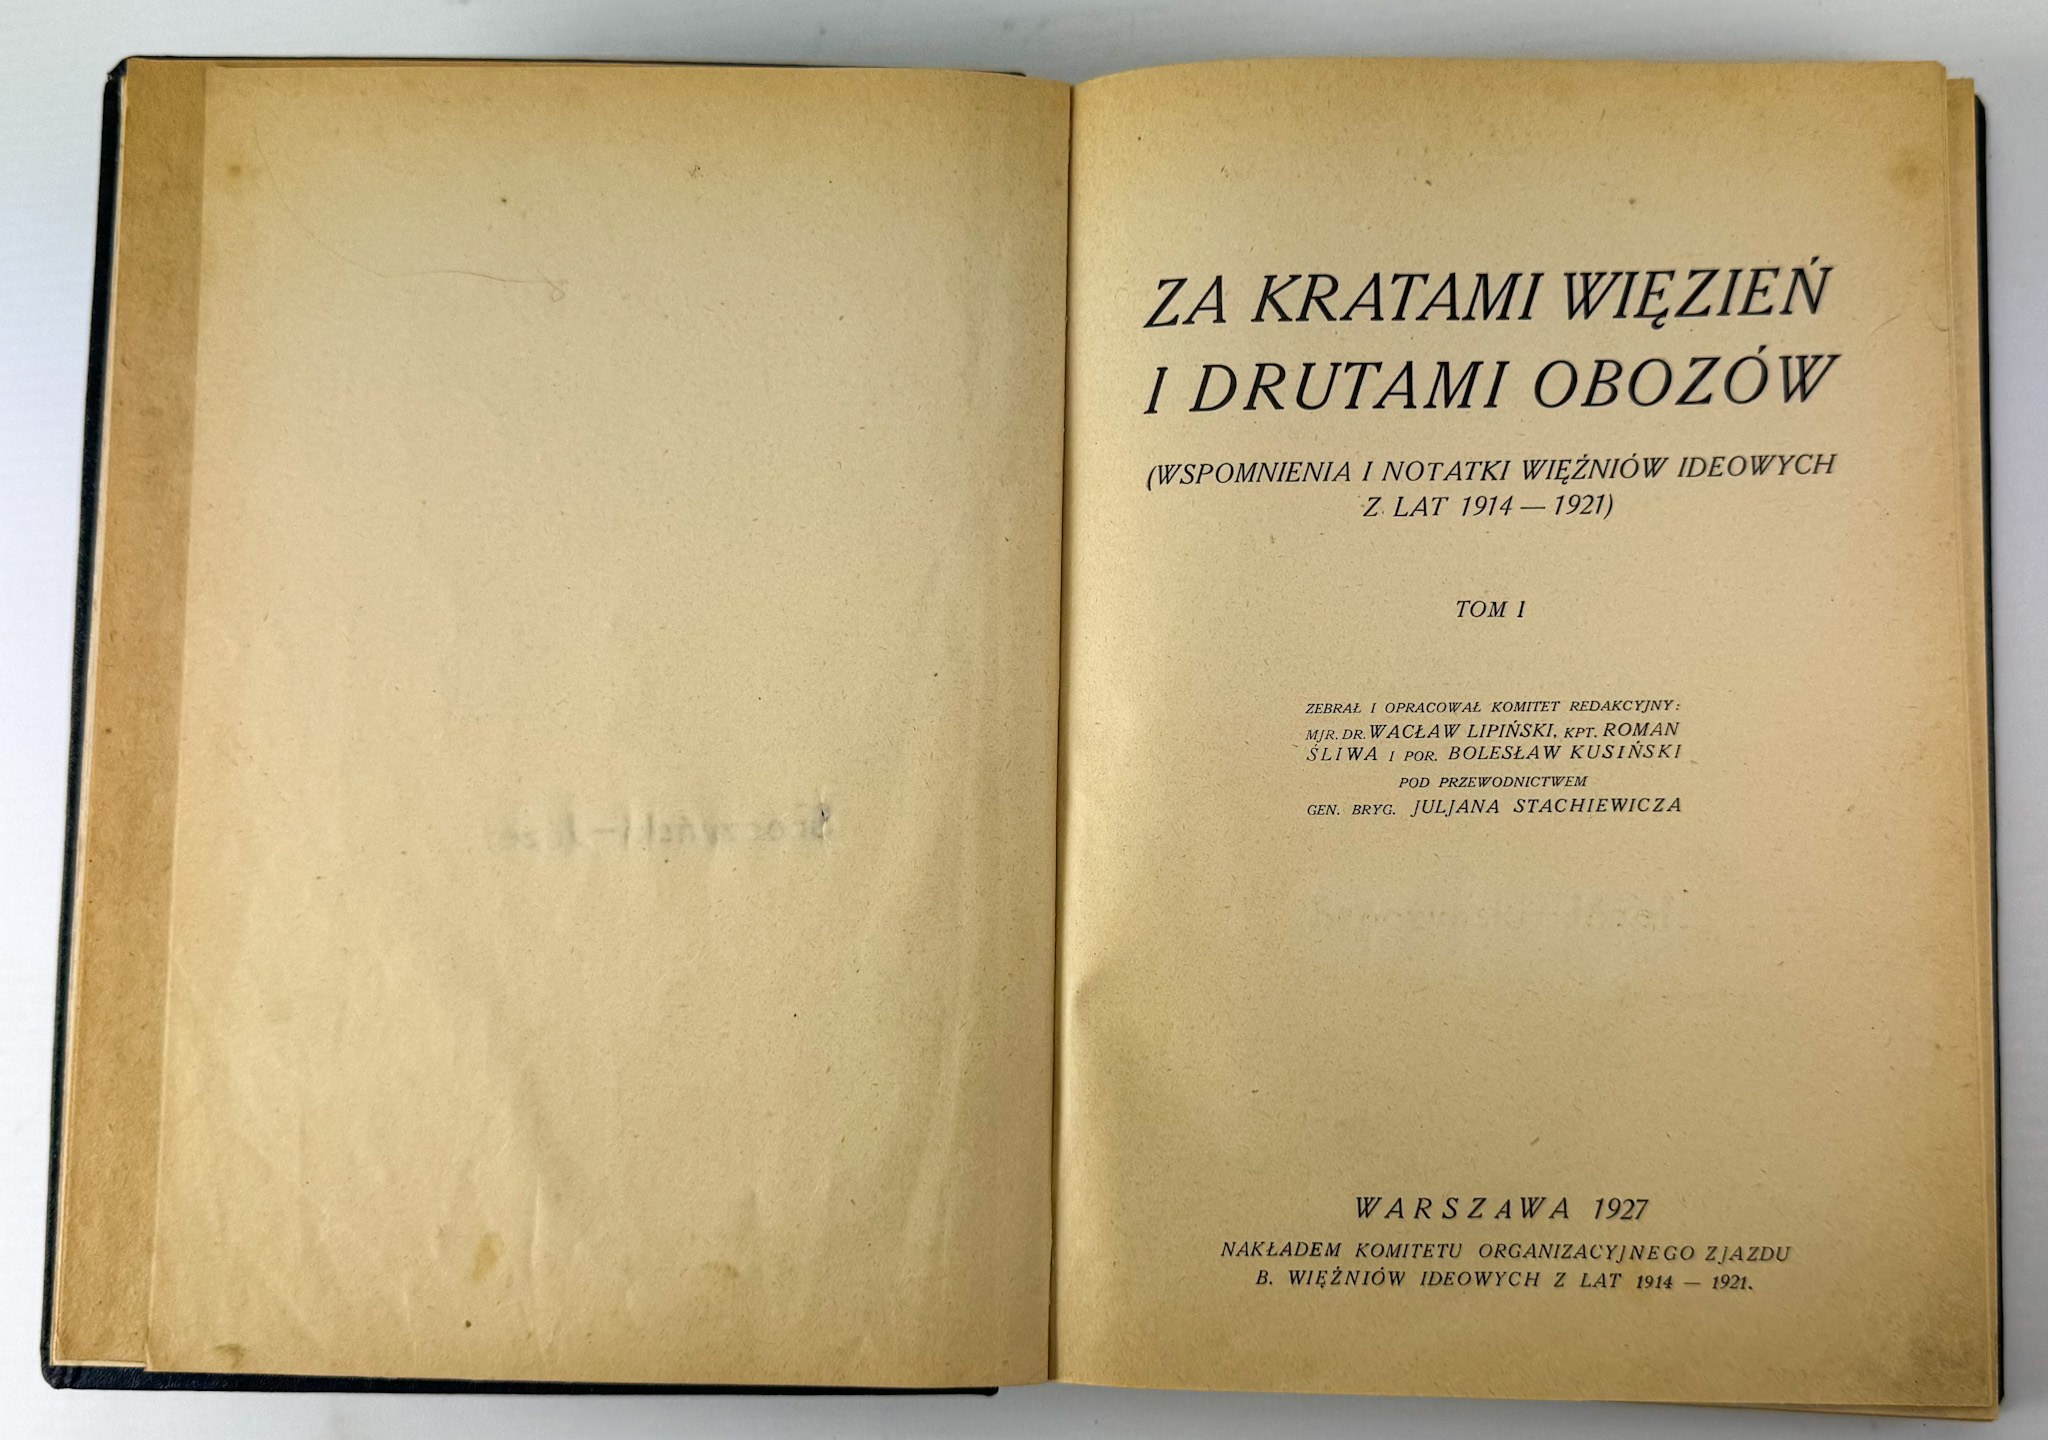 ZA KRATAMI WIĘZIEŃ
I DRUTAMI OBOZÓW
(WSPOMNIENIA I NOTATKI WIĘŹNIÓW IDEOWYCH
Z LAT 1914 — 1921)
TOM I
ZEBRAŁ I OPRACOWAŁ KOMITET REDAKCYJNY:
MJR. DR. WACŁAW LIPIŃSKI, KPT. ROMAN
ŚLIWA I POR. BOLESŁAW KUSIŃSKI
POD PRZEWODNICTWEM
GEN. BRYG. JULJANA STACHIEWICZA
WARSZAWA 1927
NAKŁADEM KOMITETU ORGANIZACYJNEGO ZJAZDU
B. WIĘŹNIÓW IDEOWYCH Z LAT 1914 — 1921.